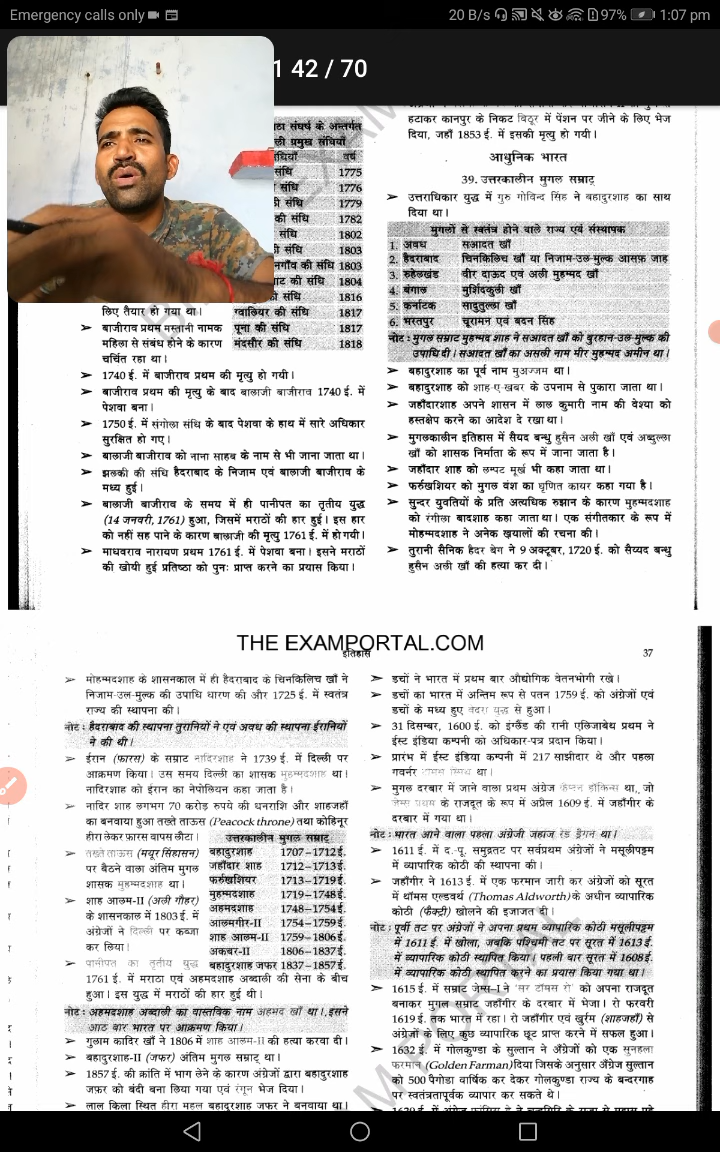 Emergency calls only
20 B/s
97%
1:07 pm
42 / 70
ठा संघर्ष के अन्तर्गत
की प्रमुख संधियाँ
वर्ष
संधि 1775
संधि 1776
की संधि 1779
की संधि 1782
संधि 1802
संधि 1803
नगाँव की संधि 1803
की संधि 1804
संधि 1816
लिए तैयार हो गया था।
ग्वालियर की संधि 1817
➢ बाजीराव प्रथम मस्तानी नामक
पूना की संधि 1817
महिला से संबंध होने के कारण
मंदसौर की संधि 1818
चर्चित रहा था।
➢ 1740 ई. में बाजीराव प्रथम की मृत्यु हो गयी।
➢ बाजीराव प्रथम की मृत्यु के बाद बालाजी बाजीराव 1740 ई. में
पेशवा बना।
➢ 1750 ई. में संगोला संधि के बाद पेशवा के हाथ में सारे अधिकार
सुरक्षित हो गए।
➢ बालाजी बाजीराव को नाना साहब के नाम से भी जाना जाता था।
➢ झलकी की संधि हैदराबाद के निजाम एवं बालाजी बाजीराव के
मध्य हुई।
➢ बालाजी बाजीराव के समय में ही पानीपत का तृतीय युद्ध
(14 जनवरी, 1761) हुआ, जिसमें मराठों की हार हुई। इस हार
को नहीं सह पाने के कारण बालाजी की मृत्यु 1761 ई. में हो गयी।
➢ माधवराव नारायण प्रथम 1761 ई. में पेशवा बना। इसने मराठों
की खोयी हुई प्रतिष्ठा को पुनः प्राप्त करने का प्रयास किया।
हटाकर कानपुर के निकट बिठूर में पेंशन पर जीने के लिए भेज
दिया, जहाँ 1853 ई. में इसकी मृत्यु हो गयी।
आधुनिक भारत
39. उत्तरकालीन मुगल सम्राट्
➢ उत्तराधिकार युद्ध में गुरु गोविन्द सिंह ने बहादुरशाह का साथ
दिया था।
मुगलों से स्वतंत्र होने वाले राज्य एवं संस्थापक
1. अवध सआदत खाँ
2. हैदराबाद चिनकिलिच खाँ या निजाम-उल-मुल्क आसफ़ जाह
3. रुहेलखंड वीर दाऊद एवं अली मुहम्मद खाँ
4. बंगाल मुर्शिदकुली खाँ
5. कर्नाटक सादुतुल्ला खाँ
6. भरतपुर चूरामन एवं बदन सिंह
नोट : मुगल सम्राट मुहम्मद शाह ने सआदत खाँ को बुरहान-उल-मुल्क की
उपाधि दी। सआदत खाँ का असली नाम मीर मुहम्मद अमीन था।
➢ बहादुरशाह का पूर्व नाम मुअज्जम था।
➢ बहादुरशाह को शाह-ए-खबर के उपनाम से पुकारा जाता था।
➢ जहाँदारशाह अपने शासन में लाल कुमारी नाम की वेश्या को
हस्तक्षेप करने का आदेश दे रखा था।
➢ मुगलकालीन इतिहास में सैयद बन्धु हुसैन अली खाँ एवं अब्दुल्ला
खाँ को शासक निर्माता के रूप में जाना जाता है।
➢ जहाँदार शाह को लम्पट मूर्ख भी कहा जाता था।
➢ फर्रुखशियर को मुगल वंश का घृणित कायर कहा गया है।
➢ सुन्दर युवतियों के प्रति अत्यधिक रुझान के कारण मुहम्मदशाह
को रंगीला बादशाह कहा जाता था। एक संगीतकार के रूप में
मोहम्मदशाह ने अनेक ख़यालों की रचना की।
➢ तुरानी सैनिक हैदर बेग ने 9 अक्टूबर, 1720 ई. को सैय्यद बन्धु
हुसैन अली खाँ की हत्या कर दी।
THE EXAMPORTAL.COM
इतिहास
37
➢ मोहम्मदशाह के शासनकाल में ही हैदराबाद के चिनकिलिच खाँ ने
निजाम-उल-मुल्क की उपाधि धारण की और 1725 ई. में स्वतंत्र
राज्य की स्थापना की।
नोट : हैदराबाद की स्थापना तुरानियों ने एवं अवध की स्थापना ईरानियों
ने की थी।
➢ ईरान (फारस) के सम्राट नादिरशाह ने 1739 ई. में दिल्ली पर
आक्रमण किया। उस समय दिल्ली का शासक मुहम्मदशाह था।
नादिरशाह को ईरान का नेपोलियन कहा जाता है।
➢ नादिर शाह लगभग 70 करोड़ रुपये की धनराशि और शाहजहाँ
का बनवाया हुआ तख्ते ताऊस (Peacock throne) तथा कोहिनूर
हीरा लेकर फ़ारस वापस लौटा।
उत्तरकालीन मुगल सम्राट्
➢ तख्ते ताऊस (मयूर सिंहासन)
बहादुरशाह 1707–1712 ई.
पर बैठने वाला अंतिम मुगल
जहाँदार शाह 1712–1713 ई.
शासक मुहम्मदशाह था।
फर्रुखशियर 1713–1719 ई.
मुहम्मदशाह 1719–1748 ई.
➢ शाह आलम-II (अली गौहर)
अहमदशाह 1748–1754 ई.
के शासनकाल में 1803 ई. में
आलमगीर-II 1754–1759 ई.
अंग्रेजों ने दिल्ली पर कब्जा
शाह आलम-II 1759–1806 ई.
कर लिया।
अकबर-II 1806–1837 ई.
➢ पानीपत का तृतीय युद्ध
बहादुरशाह जफर 1837–1857 ई.
1761 ई. में मराठा एवं अहमदशाह अब्दाली की सेना के बीच
हुआ। इस युद्ध में मराठों की हार हुई थी।
नोट : अहमदशाह अब्दाली का वास्तविक नाम अहमद खाँ था। इसने
आठ बार भारत पर आक्रमण किया।
➢ गुलाम कादिर खाँ ने 1806 में शाह आलम-II की हत्या करवा दी।
➢ बहादुरशाह-II (जफर) अंतिम मुगल सम्राट था।
➢ 1857 ई. की क्रांति में भाग लेने के कारण अंग्रेजों द्वारा बहादुरशाह
जफ़र को बंदी बना लिया गया एवं रंगून भेज दिया।
➢ लाल किला स्थित हीरा महल बहादुरशाह जफर ने बनवाया था।
➢ डचों ने भारत में प्रथम बार औद्योगिक वेतनभोगी रखे।
➢ डचों का भारत में अन्तिम रूप से पतन 1759 ई. को अंग्रेजों एवं
डचों के मध्य हुए वेदरा युद्ध से हुआ।
➢ 31 दिसम्बर, 1600 ई. को इंग्लैंड की रानी एलिजाबेथ प्रथम ने
ईस्ट इंडिया कम्पनी को अधिकार-पत्र प्रदान किया।
➢ प्रारंभ में ईस्ट इंडिया कम्पनी में 217 साझीदार थे और पहला
गवर्नर टॉमस स्मिथ था।
➢ मुगल दरबार में जाने वाला प्रथम अंग्रेज कैप्टन हॉकिन्स था, जो
जेम्स प्रथम के राजदूत के रूप में अप्रैल 1609 ई. में जहाँगीर के
दरबार में गया था।
नोट : भारत आने वाला पहला अंग्रेजी जहाज रेड ड्रैगन था।
➢ 1611 ई. में द.-पू. समुद्रतट पर सर्वप्रथम अंग्रेजों ने मसूलीपट्टम
में व्यापारिक कोठी की स्थापना की।
➢ जहाँगीर ने 1613 ई. में एक फरमान जारी कर अंग्रेजों को सूरत
में थॉमस एल्डवर्थ (Thomas Aldworth) के अधीन व्यापारिक
कोठी (फैक्ट्री) खोलने की इजाजत दी।
नोट : पूर्वी तट पर अंग्रेजों ने अपना प्रथम व्यापारिक कोठी मसूलीपट्टम
में 1611 ई. में खोला, जबकि पश्चिमी तट पर सूरत में 1613 ई.
में व्यापारिक कोठी स्थापित किया। पहली बार सूरत में 1608 ई.
में व्यापारिक कोठी स्थापित करने का प्रयास किया गया था।
➢ 1615 ई. में सम्राट जेम्स-I ने 'सर टॉमस रो' को अपना राजदूत
बनाकर मुगल सम्राट जहाँगीर के दरबार में भेजा। रो फरवरी
1619 ई. तक भारत में रहा। रो जहाँगीर एवं खुर्रम (शाहजहाँ) से
अंग्रेजों के लिए कुछ व्यापारिक छूट प्राप्त करने में सफल हुआ।
➢ 1632 ई. में गोलकुण्डा के सुल्तान ने अँग्रेजों को एक सुनहला
फरमान (Golden Farman) दिया जिसके अनुसार अँग्रेज सुल्तान
को 500 पैगोडा वार्षिक कर देकर गोलकुण्डा राज्य के बन्दरगाह
पर स्वतंत्रतापूर्वक व्यापार कर सकते थे।